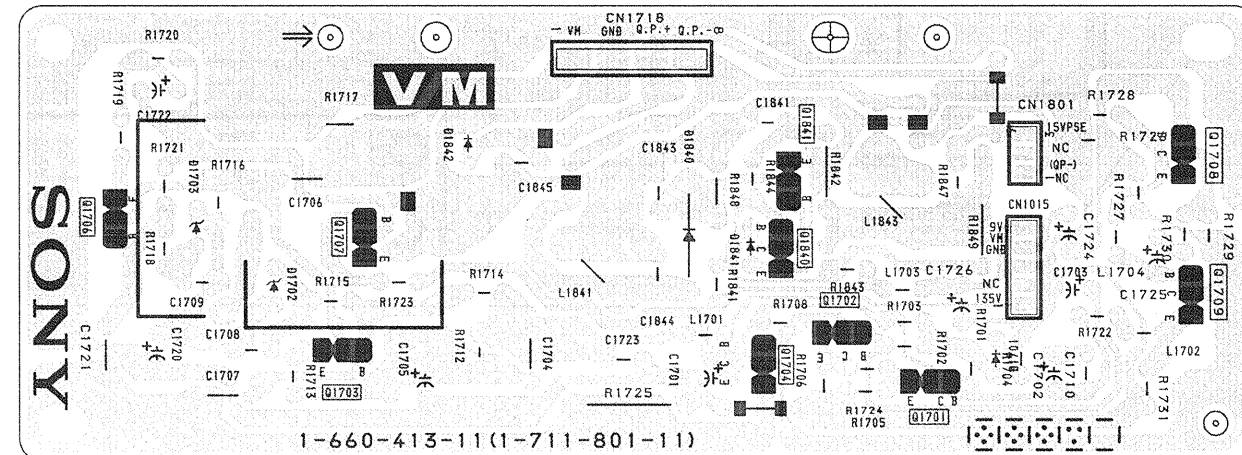 CN1718
VM GND Q.P.+ Q.P.-
R1720
R1719
C1722
R1717
VM
D1842
C1843
D1840
C1841
Q1841
CN1801
R1728
15VPSE
NC
(QP-)
NC
B
C
E
Q1708
R1721
D1703
R1716
C1706
C1845
R1848
R1844
E
B
R1842
R1847
R1727
SONY
Q1706
R1718
Q1707
B
E
L1843
CN1015
9V
VM
GND
NC
135V
R1849
C1724
R1730
R1729
D1841
B
C
E
Q1840
D1702
R1715
R1723
R1714
L1841
R1841
L1703
C1726
C1703
L1704
C1725
B
C
E
Q1709
C1709
R1843
R1708
Q1702
R1703
R1701
R1722
C1721
C1720
C1708
C1844
L1701
C1723
L1702
E
B
Q1703
C1707
R1713
C1705
R1712
C1704
C1701
B
C
E
Q1704
R1706
E
C
B
R1702
C1702
C1710
R1731
R1725
R1724
R1705
E
C
B
Q1701
1-660-413-11(1-711-801-11)